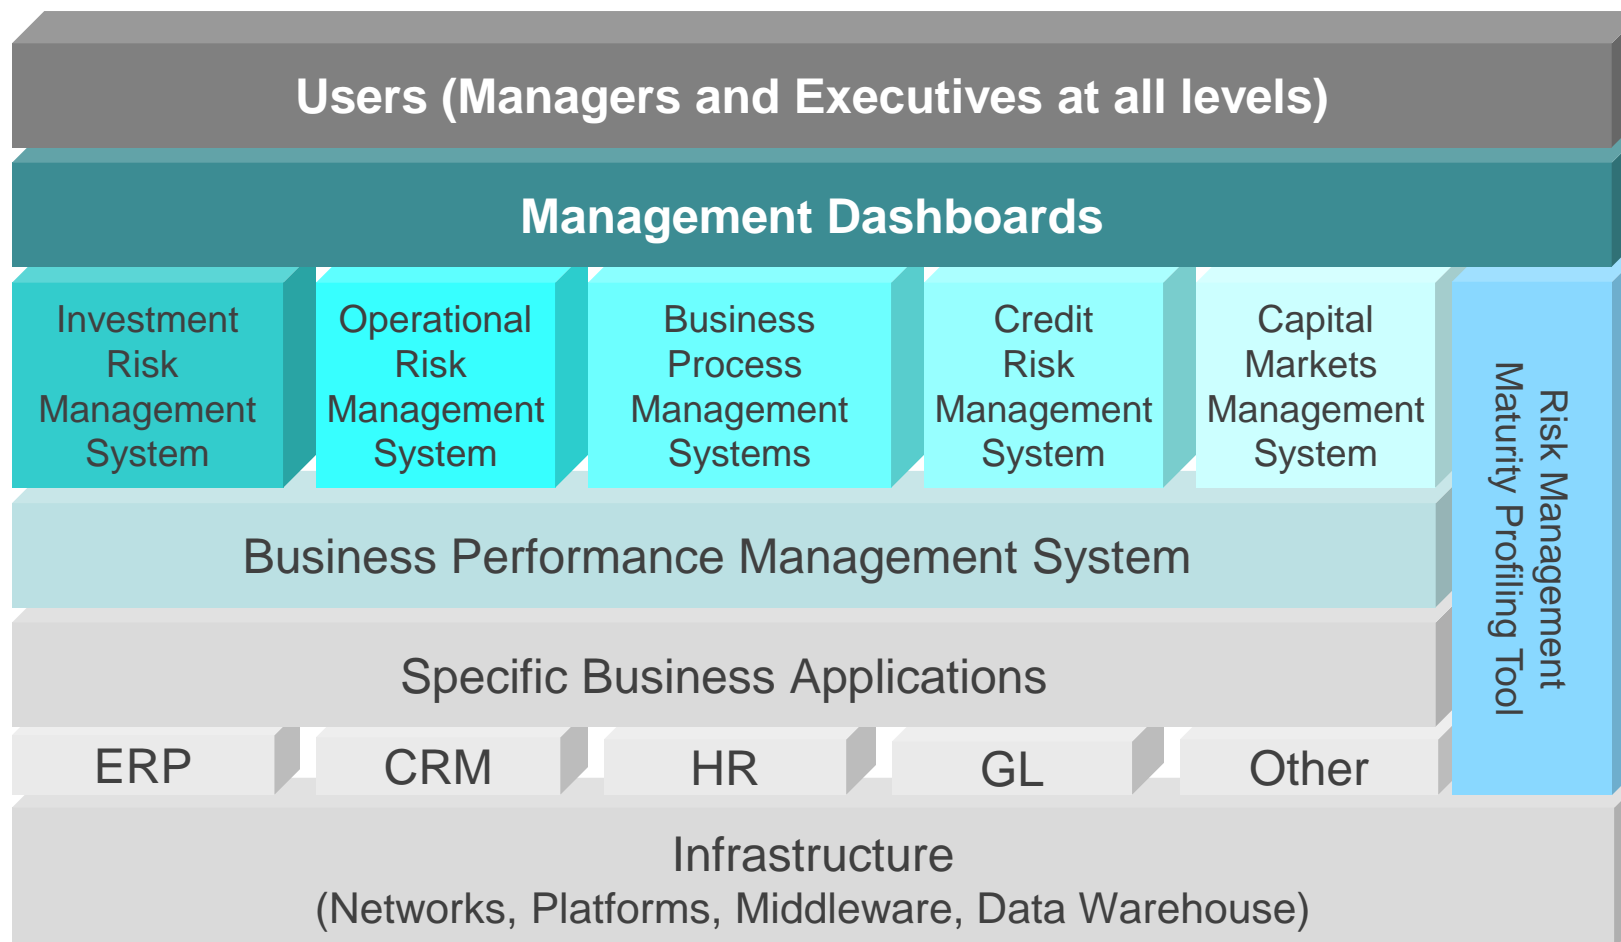 Users (Managers and Executives at all levels)
Management Dashboards
Investment
Risk
Management
System
Operational
Risk
Management
System
Business
Process
Management
Systems
Credit
Risk
Management
System
Capital
Markets
Management
System
Risk Management
Maturity Profiling Tool
Business Performance Management System
Specific Business Applications
ERP
CRM
HR
GL
Other
Infrastructure
(Networks, Platforms, Middleware, Data Warehouse)